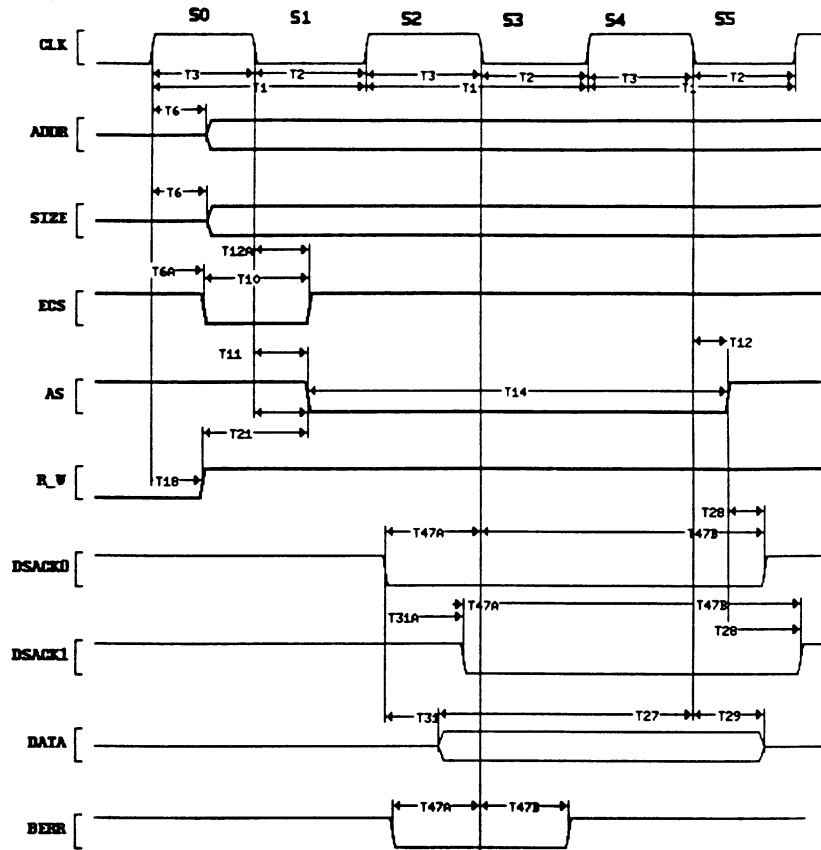 S0 S1 S2 S3 S4 S5
CLK
T3 T2 T3 T2 T3 T2
T1 T1 T1
T6
ADDR
T6
SIZE
T12A
T6A T10
ECS
T12
T11
AS T14
T21
R_W T18
T28
T47A T47B
DSACK0
T47A T47B
T31A
T28
DSACK1
T31 T27 T29
DATA
T47A T47B
BERR